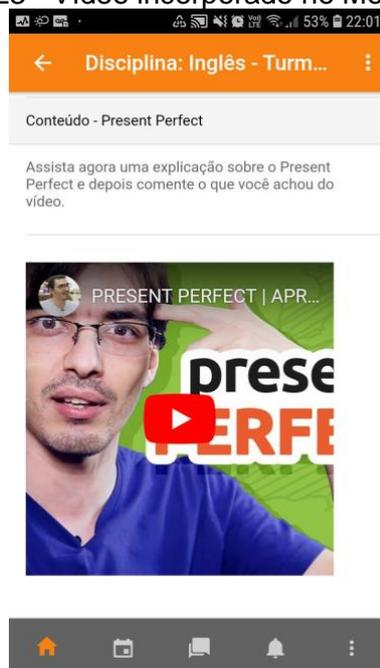 53% 22:01
Disciplina: Inglês - Turm...
Conteúdo - Present Perfect
Assista agora uma explicação sobre o Present
Perfect e depois comente o que você achou do
vídeo.
PRESENT PERFECT | APR...
prese
PERFE